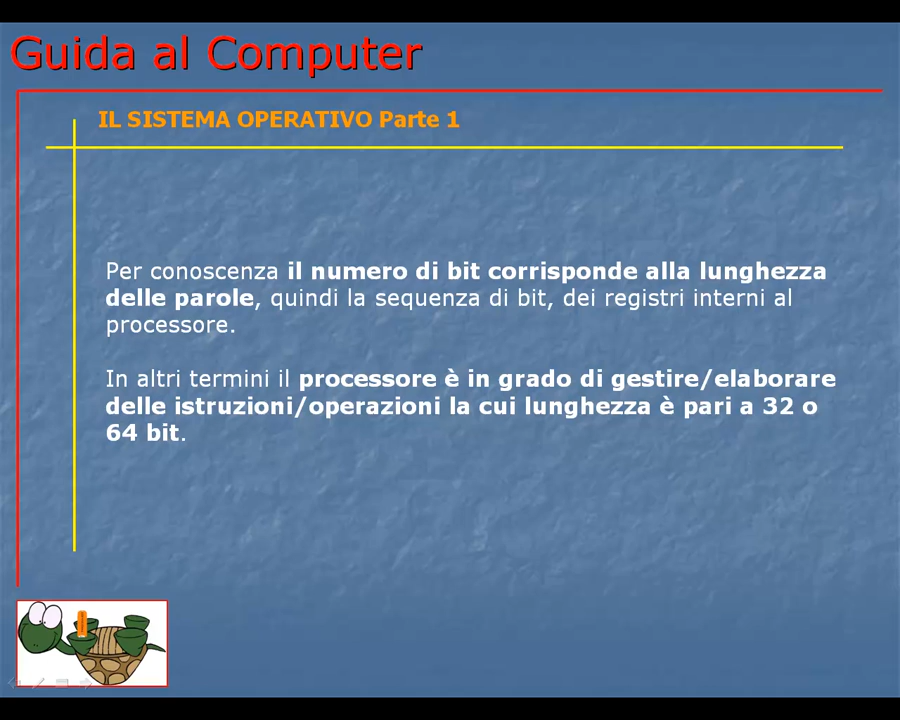 Guida al Computer
IL SISTEMA OPERATIVO Parte 1
Per conoscenza il numero di bit corrisponde alla lunghezza
delle parole, quindi la sequenza di bit, dei registri interni al
processore.
In altri termini il processore è in grado di gestire/elaborare
delle istruzioni/operazioni la cui lunghezza è pari a 32 o
64 bit.